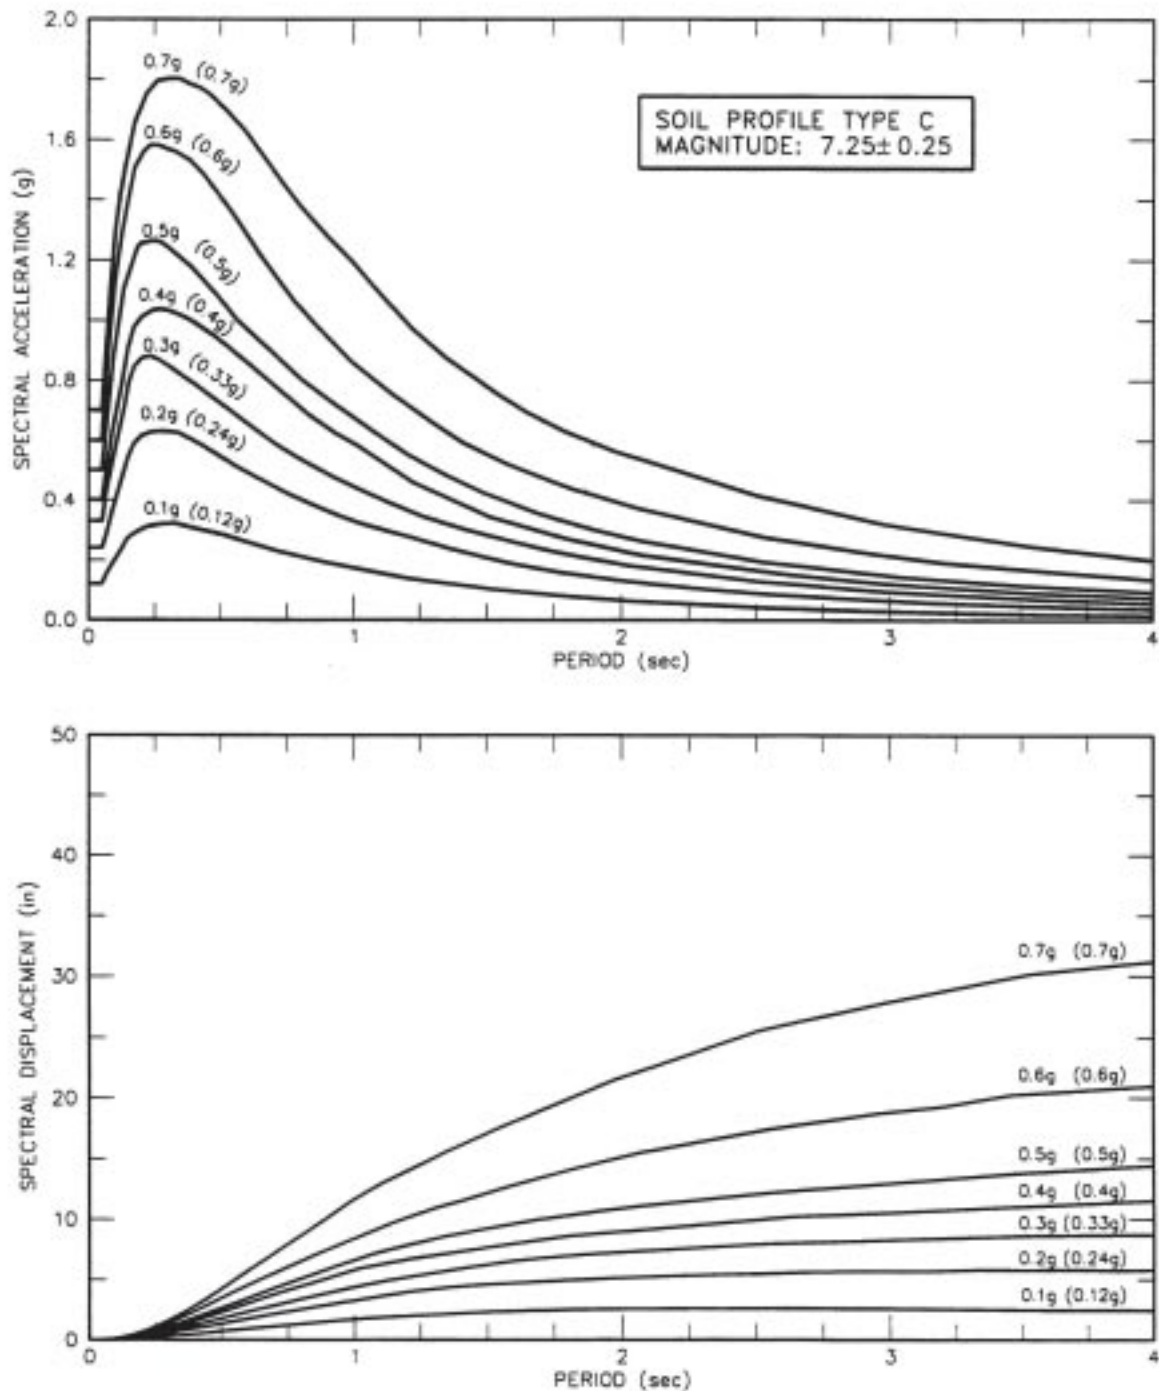 2.0
1.6
1.2
0.8
0.4
0.0
SPECTRAL ACCELERATION (g)
0.7g (0.7g)
0.6g (0.6g)
0.5g (0.5g)
0.4g (0.4g)
0.3g (0.33g)
0.2g (0.24g)
0.1g (0.12g)
SOIL PROFILE TYPE C
MAGNITUDE: 7.25± 0.25
0 1 2 3 4
PERIOD (sec)
50
40
30
20
10
0
SPECTRAL DISPLACEMENT (in)
0.7g (0.7g)
0.6g (0.6g)
0.5g (0.5g)
0.4g (0.4g)
0.3g (0.33g)
0.2g (0.24g)
0.1g (0.12g)
0 1 2 3 4
PERIOD (sec)